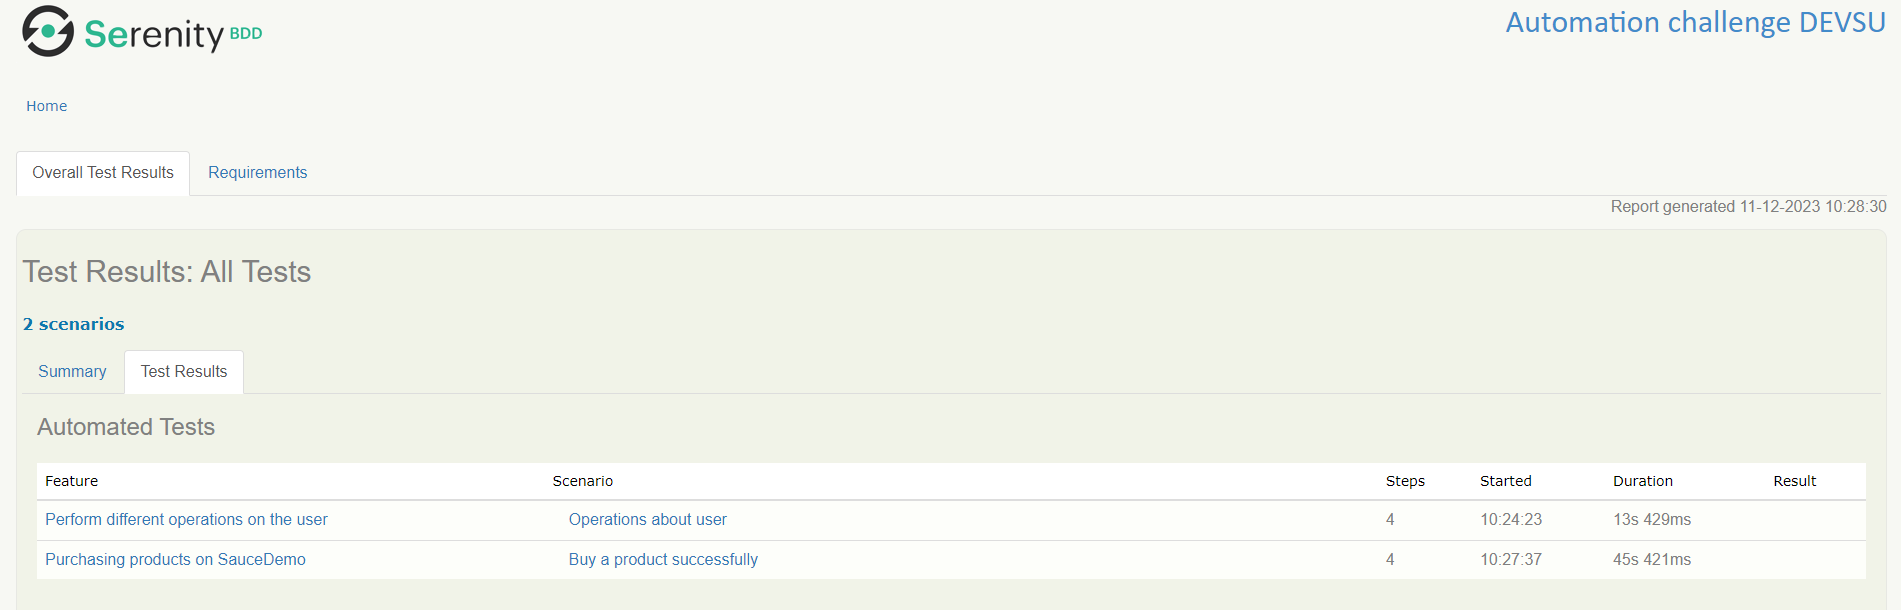 Serenity BDD
Automation challenge DEVSU
Home
Overall Test Results Requirements
Report generated 11-12-2023 10:28:30
Test Results: All Tests
2 scenarios
Summary Test Results
Automated Tests
Feature Scenario Steps Started Duration Result
Perform different operations on the user Operations about user 4 10:24:23 13s 429ms
Purchasing products on SauceDemo Buy a product successfully 4 10:27:37 45s 421ms